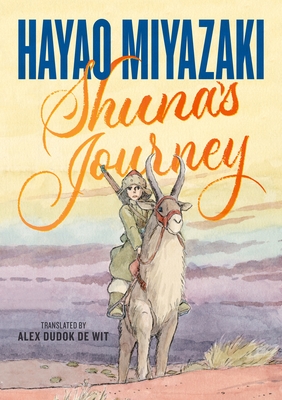 HAYAO MIYAZAKI
Shuna's
Journey
TRANSLATED BY
ALEX DUDOK DE WIT